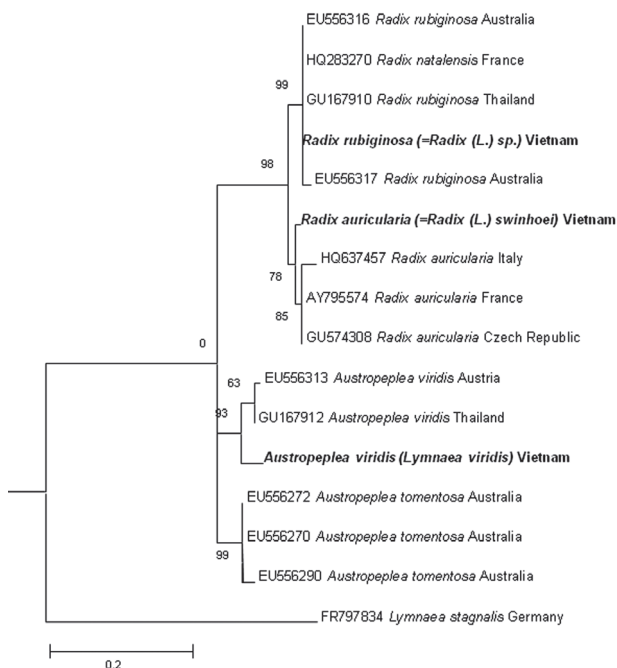 EU556316 Radix rubiginosa Australia
HQ283270 Radix natalensis France
99
GU167910 Radix rubiginosa Thailand
Radix rubiginosa (=Radix (L.) sp.) Vietnam
98
EU556317 Radix rubiginosa Australia
Radix auricularia (=Radix (L.) swinhoei) Vietnam
HQ637457 Radix auricularia Italy
78
AY795574 Radix auricularia France
85
GU574308 Radix auricularia Czech Republic
0
EU556313 Austropeplea viridis Austria
63
93
GU167912 Austropeplea viridis Thailand
Austropeplea viridis (Lymnaea viridis) Vietnam
EU556272 Austropeplea tomentosa Australia
EU556270 Austropeplea tomentosa Australia
99
EU556290 Austropeplea tomentosa Australia
FR797834 Lymnaea stagnalis Germany
0.2